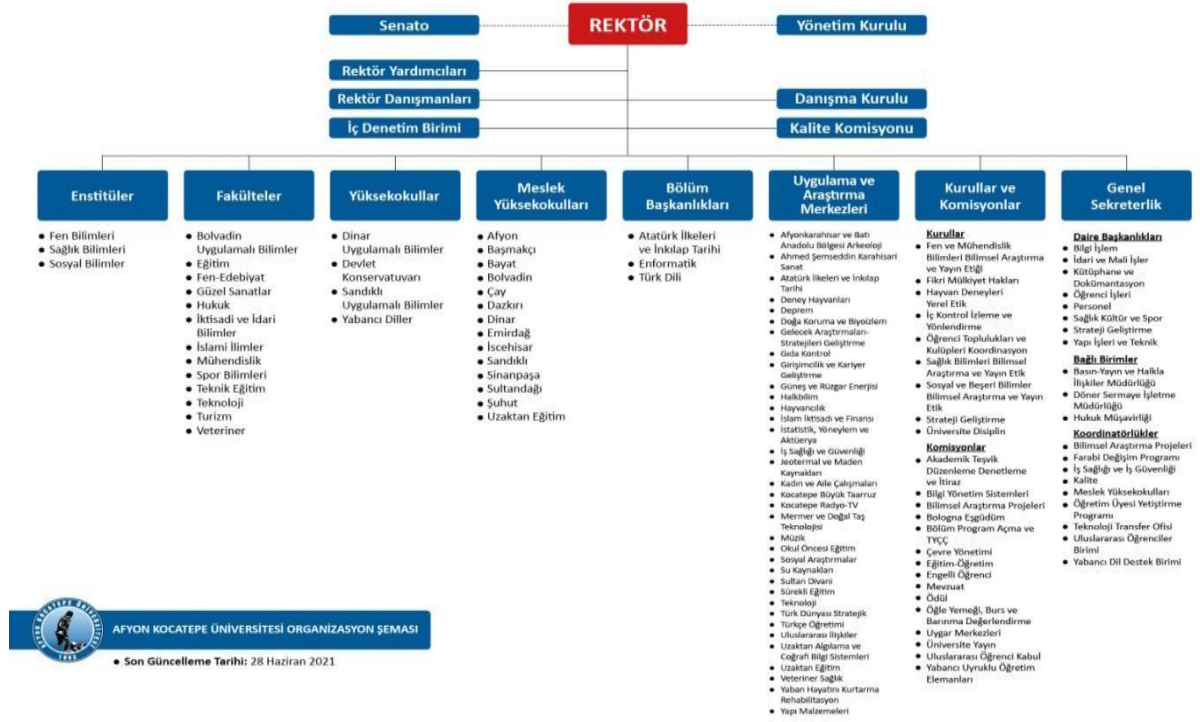 Senato
REKTÖR
Yönetim Kurulu
Rektör Yardımcıları
Rektör Danışmanları
Danışma Kurulu
İç Denetim Birimi
Kalite Komisyonu
Enstitüler
• Fen Bilimleri
• Sağlık Bilimleri
• Sosyal Bilimler
Fakülteler
• Bolvadin
Uygulamalı Bilimler
• Eğitim
• Fen-Edebiyat
• Güzel Sanatlar
• Hukuk
• İktisadi ve İdari
Bilimler
• İslami İlimler
• Mühendislik
• Spor Bilimleri
• Teknik Eğitim
• Teknoloji
• Turizm
• Veteriner
Yüksekokullar
• Dinar
Uygulamalı Bilimler
• Devlet
Konservatuvarı
• Sandıklı
Uygulamalı Bilimler
• Yabancı Diller
Meslek
Yüksekokulları
• Afyon
• Başmakçı
• Bayat
• Bolvadin
• Çay
• Dazkırı
• Dinar
• Emirdağ
• İscehisar
• Sandıklı
• Sinanpaşa
• Sultandağı
• Şuhut
• Uzaktan Eğitim
Bölüm
Başkanlıkları
• Atatürk İlkeleri
ve İnkılap Tarihi
• Enformatik
• Türk Dili
Uygulama ve
Araştırma
Merkezleri
• Afyonkarahisar ve Batı
Anadolu Bölgesi Arkeoloji
• Ahmed Şemseddin Karahisari
Sanat
• Atatürk İlkeleri ve İnkılap
Tarihi
• Deney Hayvanları
• Deprem
• Doğa Koruma ve Biyoizlem
• Gelecek Araştırmaları-
Stratejileri Geliştirme
• Gıda Kontrol
• Girişimcilik ve Kariyer
Geliştirme
• Güneş ve Rüzgar Enerjisi
• Halkbilim
• Hayvancılık
• İslam İktisadı ve Finansı
• İstatistik, Yöneylem ve
Aktüerya
• İş Sağlığı ve Güvenliği
• Jeotermal ve Maden
Kaynakları
• Kadın ve Aile Çalışmaları
• Kocatepe Büyük Taarruz
• Kocatepe Radyo-TV
• Mermer ve Doğal Taş
Teknolojisi
• Müzik
• Okul Öncesi Eğitim
• Sosyal Araştırmalar
• Su Kaynakları
• Sultan Divani
• Sürekli Eğitim
• Teknoloji
• Türk Dünyası Stratejik
• Türkçe Öğretimi
• Uluslararası İlişkiler
• Uzaktan Algılama ve
Coğrafi Bilgi Sistemleri
• Uzaktan Eğitim
• Veteriner Sağlık
• Yaban Hayatını Kurtarma
Rehabilitasyon
• Yapı Malzemeleri
Kurullar ve
Komisyonlar
Kurullar
• Fen ve Mühendislik
Bilimleri Bilimsel Araştırma
ve Yayın Etiği
• Fikri Mülkiyet Hakları
• Hayvan Deneyleri
Yerel Etik
• İç Kontrol İzleme ve
Yönlendirme
• Öğrenci Toplulukları ve
Kulüpleri Koordinasyon
• Sağlık Bilimleri Bilimsel
Araştırma ve Yayın Etik
• Sosyal ve Beşeri Bilimler
Bilimsel Araştırma ve Yayın
Etik
• Strateji Geliştirme
• Üniversite Disiplin
Komisyonlar
• Akademik Teşvik
Düzenleme Denetleme
ve İtiraz
• Bilgi Yönetim Sistemleri
• Bilimsel Araştırma Projeleri
• Bologna Eşgüdüm
• Bölüm Program Açma ve
TYÇÇ
• Çevre Yönetimi
• Eğitim-Öğretim
• Engelli Öğrenci
• Mevzuat
• Ödül
• Öğle Yemeği, Burs ve
Barınma Değerlendirme
• Uygar Merkezleri
• Üniversite Yayın
• Uluslararası Öğrenci Kabul
• Yabancı Uyruklu Öğretim
Elemanları
Genel
Sekreterlik
Daire Başkanlıkları
• Bilgi İşlem
• İdari ve Mali İşler
• Kütüphane ve
Dokümantasyon
• Öğrenci İşleri
• Personel
• Sağlık Kültür ve Spor
• Strateji Geliştirme
• Yapı İşleri ve Teknik
Bağlı Birimler
• Basın-Yayın ve Halkla
İlişkiler Müdürlüğü
• Döner Sermaye İşletme
Müdürlüğü
• Hukuk Müşavirliği
Koordinatörlükler
• Bilimsel Araştırma Projeleri
• Farabi Değişim Programı
• İş Sağlığı ve İş Güvenliği
• Kalite
• Meslek Yüksekokulları
• Öğretim Üyesi Yetiştirme
Programı
• Teknoloji Transfer Ofisi
• Uluslararası Öğrenciler
Birimi
• Yabancı Dil Destek Birimi
AFYON KOCATEPE ÜNİVERSİTESİ
1992
AFYON KOCATEPE ÜNİVERSİTESİ ORGANİZASYON ŞEMASI
• Son Güncelleme Tarihi: 28 Haziran 2021